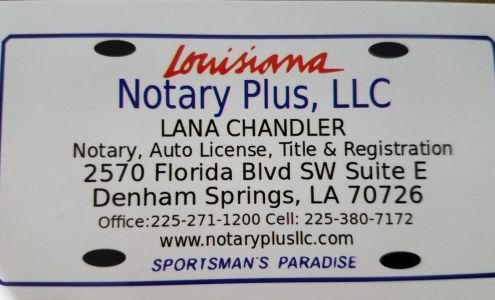 Louisiana
Notary Plus, LLC
LANA CHANDLER
Notary, Auto License, Title & Registration
2570 Florida Blvd SW Suite E
Denham Springs, LA 70726
Office:225-271-1200 Cell: 225-380-7172
www.notaryplusllc.com
SPORTSMAN'S PARADISE